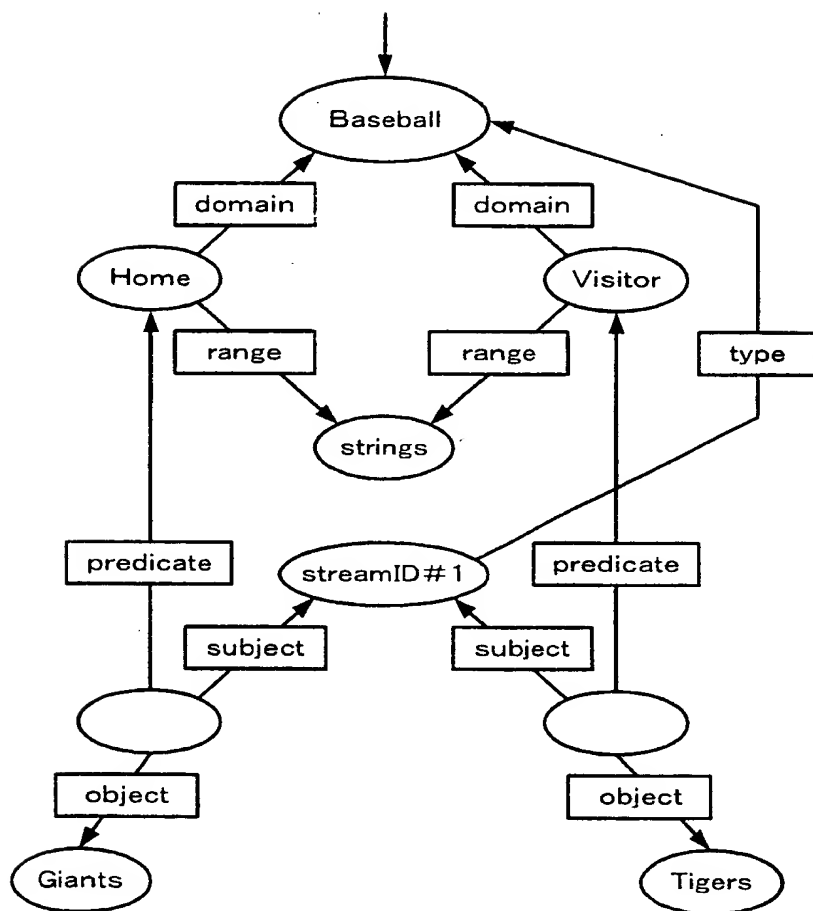 Baseball
domain
domain
Home
Visitor
range
range
type
strings
predicate
streamID#1
predicate
subject
subject
object
object
Giants
Tigers